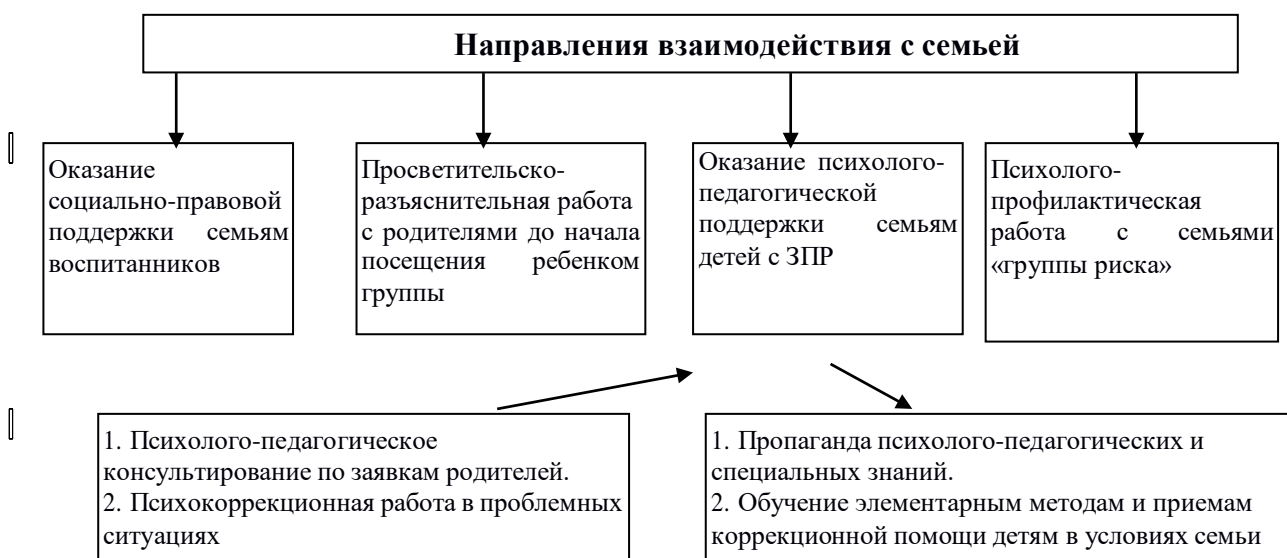 Направления взаимодействия с семьей
Оказание
социально-правовой
поддержки семьям
воспитанников
Просветительско-
разъяснительная работа
с родителями до начала
посещения ребенком
группы
Оказание психолого-
педагогической
поддержки семьям
детей с ЗПР
Психолого-
профилактическая
работа с семьями
«группы риска»
1. Психолого-педагогическое
консультирование по заявкам родителей.
2. Психокоррекционная работа в проблемных
ситуациях
1. Пропаганда психолого-педагогических и
специальных знаний.
2. Обучение элементарным методам и приемам
коррекционной помощи детям в условиях семьи